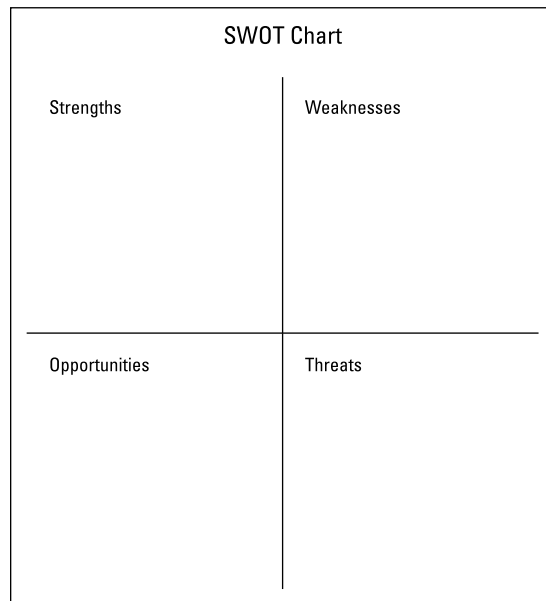 SWOT Chart
Strengths
Weaknesses
Opportunities
Threats